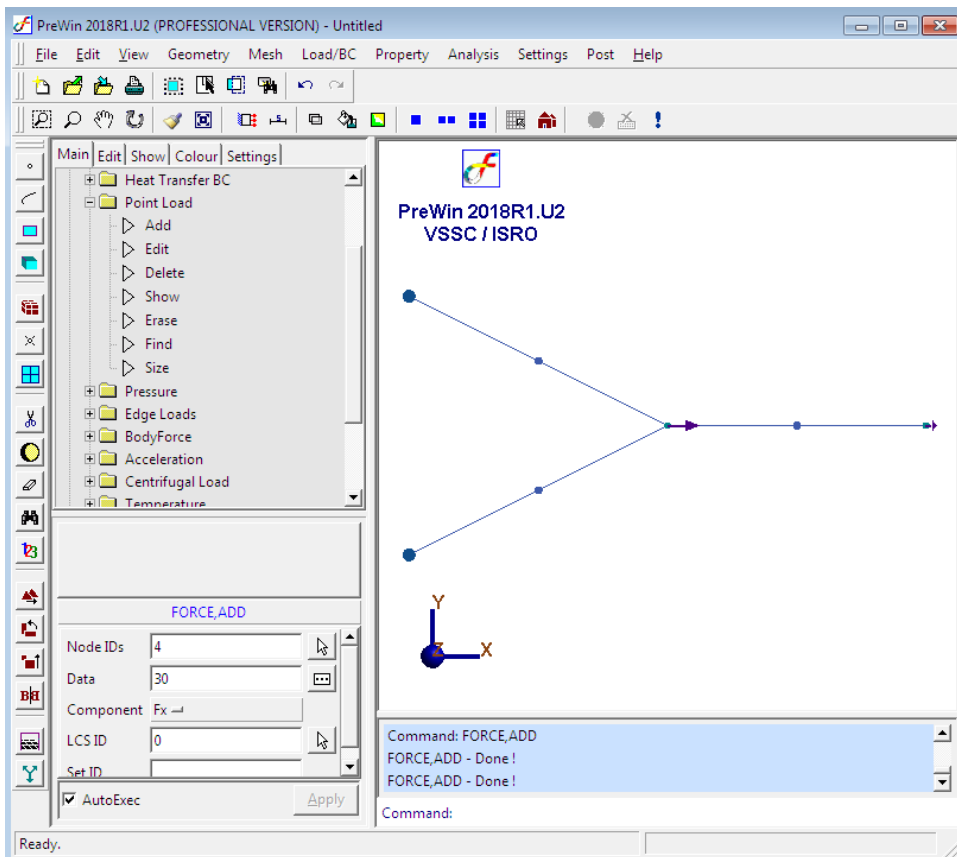 PreWin 2018R1.U2 (PROFESSIONAL VERSION) - Untitled
File Edit View Geometry Mesh Load/BC Property Analysis Settings Post Help
Main Edit Show Colour Settings
Heat Transfer BC
Point Load
Add
Edit
Delete
Show
Erase
Find
Size
Pressure
Edge Loads
BodyForce
Acceleration
Centrifugal Load
Temperature
FORCE,ADD
Node IDs 4
Data 30
Component Fx
LCS ID 0
Set ID
AutoExec Apply
PreWin 2018R1.U2
VSSC / ISRO
Y
Z X
Command: FORCE,ADD
FORCE,ADD - Done !
FORCE,ADD - Done !
Command:
Ready.